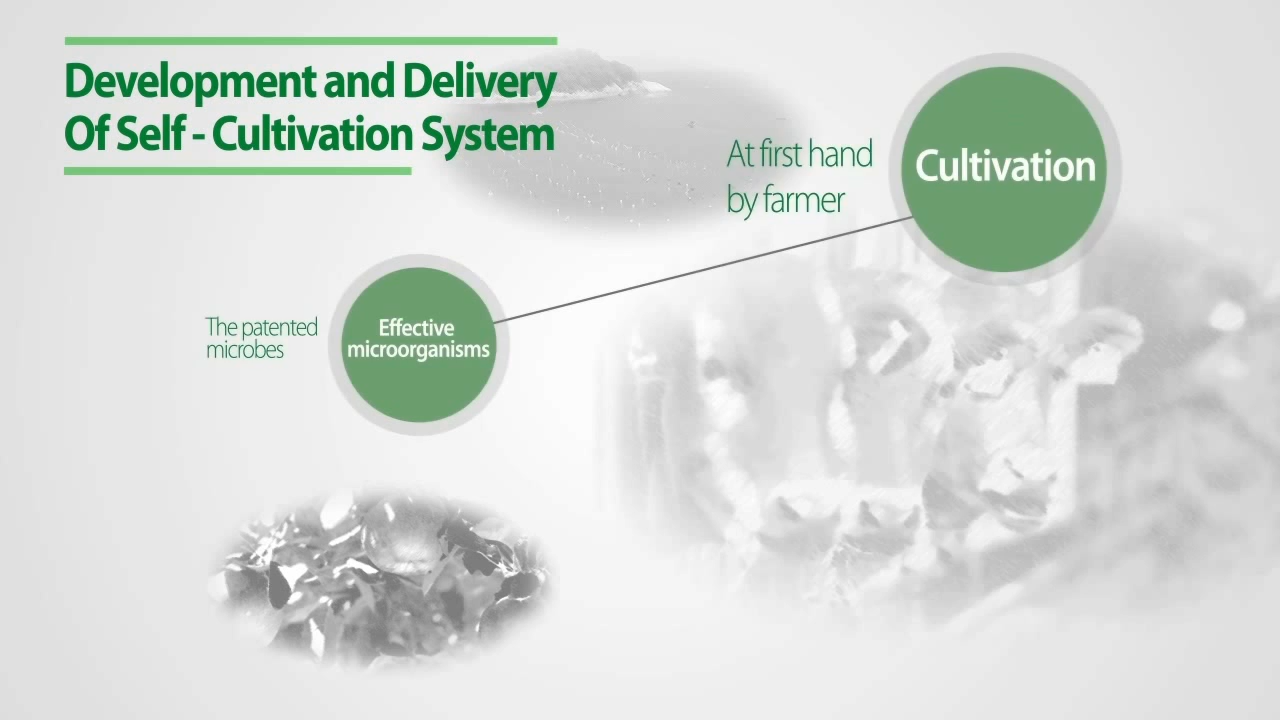 Development and Delivery
Of Self - Cultivation System
At first hand
by farmer
Cultivation
The patented
microbes
Effective
microorganisms